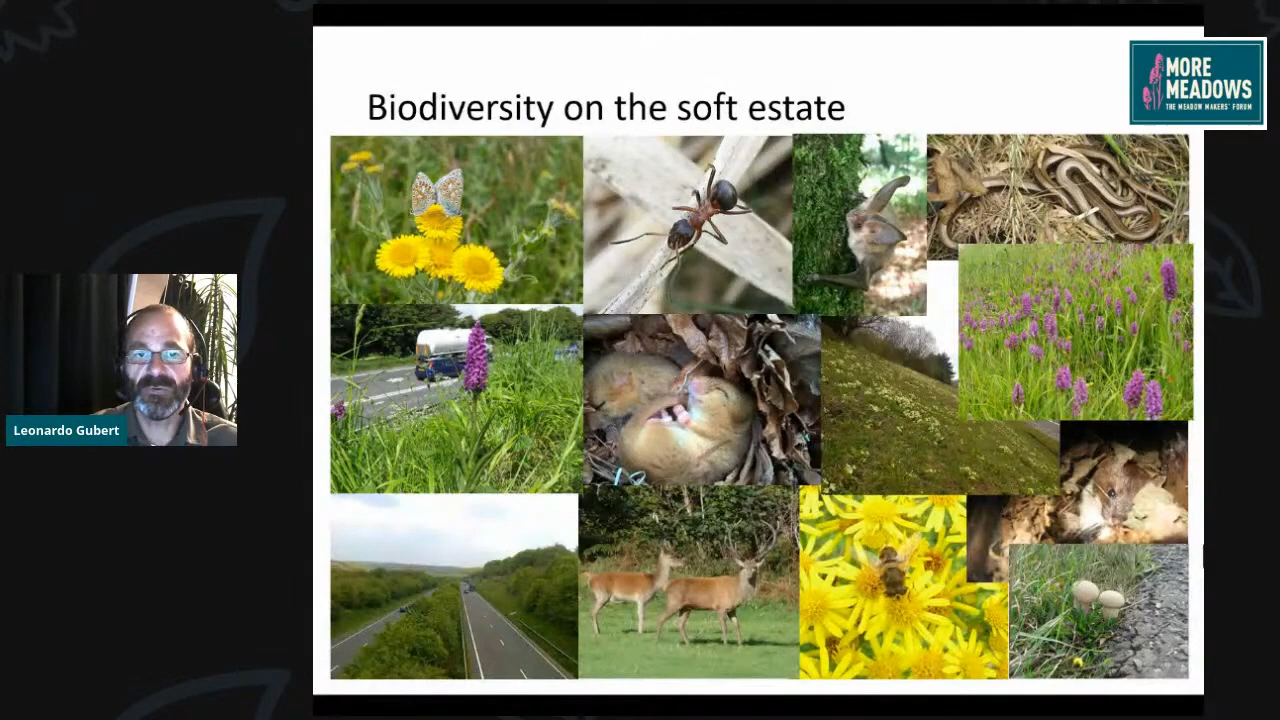 Biodiversity on the soft estate
MORE
MEADOWS
THE MEADOW MAKERS' FORUM
Leonardo Gubert